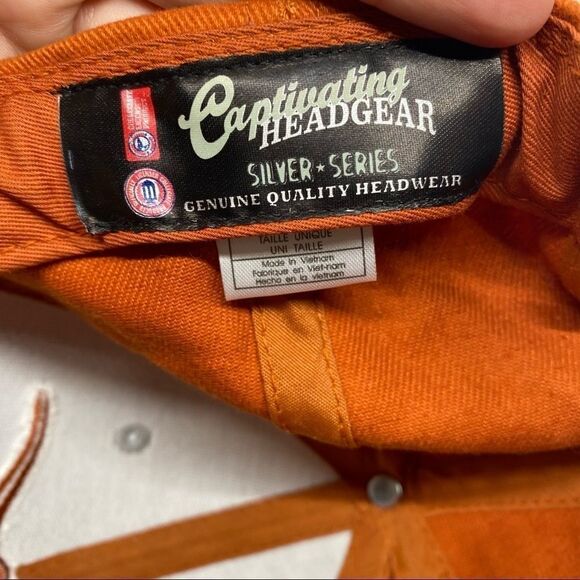 Captivating
HEADGEAR
SILVER★SERIES
GENUINE QUALITY HEADWEAR
TAILLE UNIQUE
UNI TAILLE
Made in Vietnam
Fabriqué en Viet-nam
Hecho en la vietnam